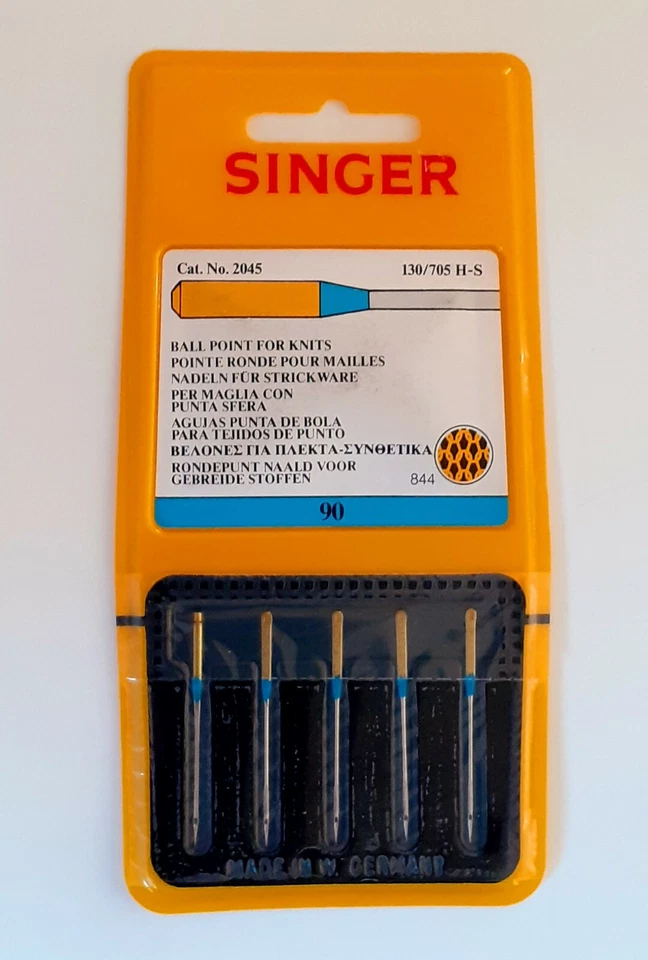 SINGER
Cat. No. 2045 130/705 H-S
BALL POINT FOR KNITS
POINTE RONDE POUR MAILLES
NADELN FÜR STRICKWARE
PER MAGLIA CON
PUNTA SFERA
AGUJAS PUNTA DE BOLA
PARA TEJIDOS DE PUNTO
ΒΕΛΟΝΕΣ ΓΙΑ ΠΛΕΚΤΑ-ΣΥΝΘΕΤΙΚΑ
RONDEPUNT NAALD VOOR
GEBREIDE STOFFEN 844
90
MADE IN W. GERMANY